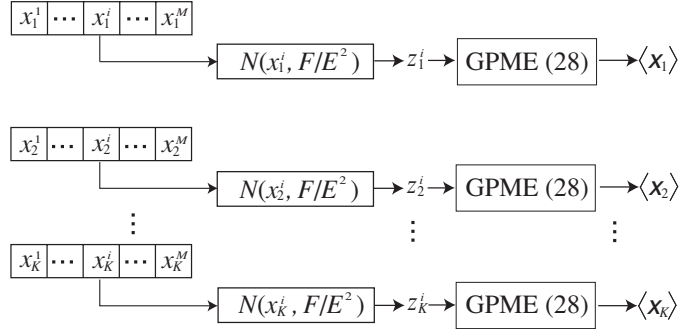 x₁¹ ⋯ x₁ⁱ ⋯ x₁ᴹ
N(x₁ⁱ, F/E²) z₁ⁱ GPME (28) ⟨x₁⟩
x₂¹ ⋯ x₂ⁱ ⋯ x₂ᴹ
N(x₂ⁱ, F/E²) z₂ⁱ GPME (28) ⟨x₂⟩
⋮ ⋮ ⋮
x_K¹ ⋯ x_Kⁱ ⋯ x_Kᴹ
N(x_Kⁱ, F/E²) z_Kⁱ GPME (28) ⟨x_K⟩